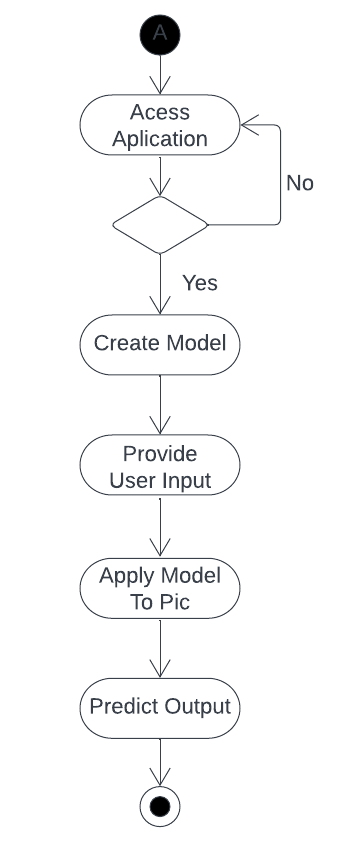 A
Acess
Aplication
No
Yes
Create Model
Provide
User Input
Apply Model
To Pic
Predict Output